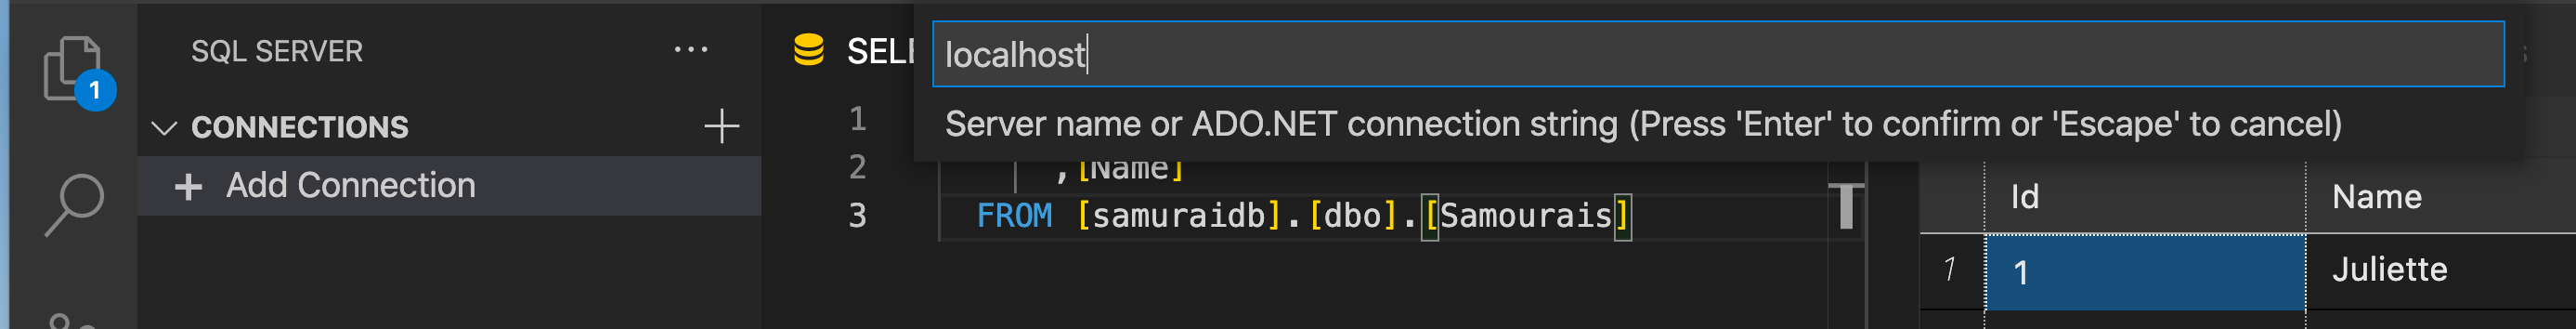 1
SQL SERVER
...
CONNECTIONS
Add Connection
SELE
localhost
Server name or ADO.NET connection string (Press 'Enter' to confirm or 'Escape' to cancel)
1
2 ,[Name]
3 FROM [samuraidb].[dbo].[Samourais]
Id Name
1 1 Juliette